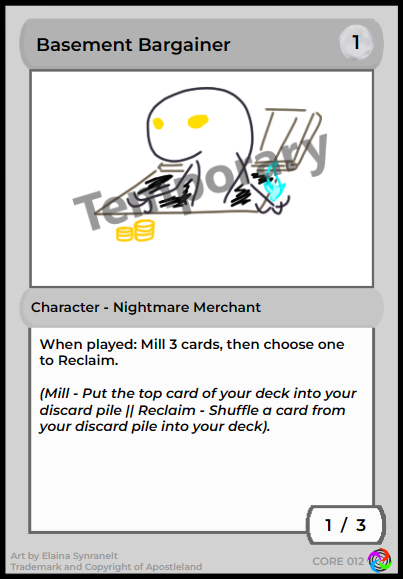 Basement Bargainer
1
Temporary
Character - Nightmare Merchant
When played: Mill 3 cards, then choose one
to Reclaim.
(Mill - Put the top card of your deck into your
discard pile || Reclaim - Shuffle a card from
your discard pile into your deck).
1 / 3
Art by Elaina Synranelt
Trademark and Copyright of Apostleland
CORE 012